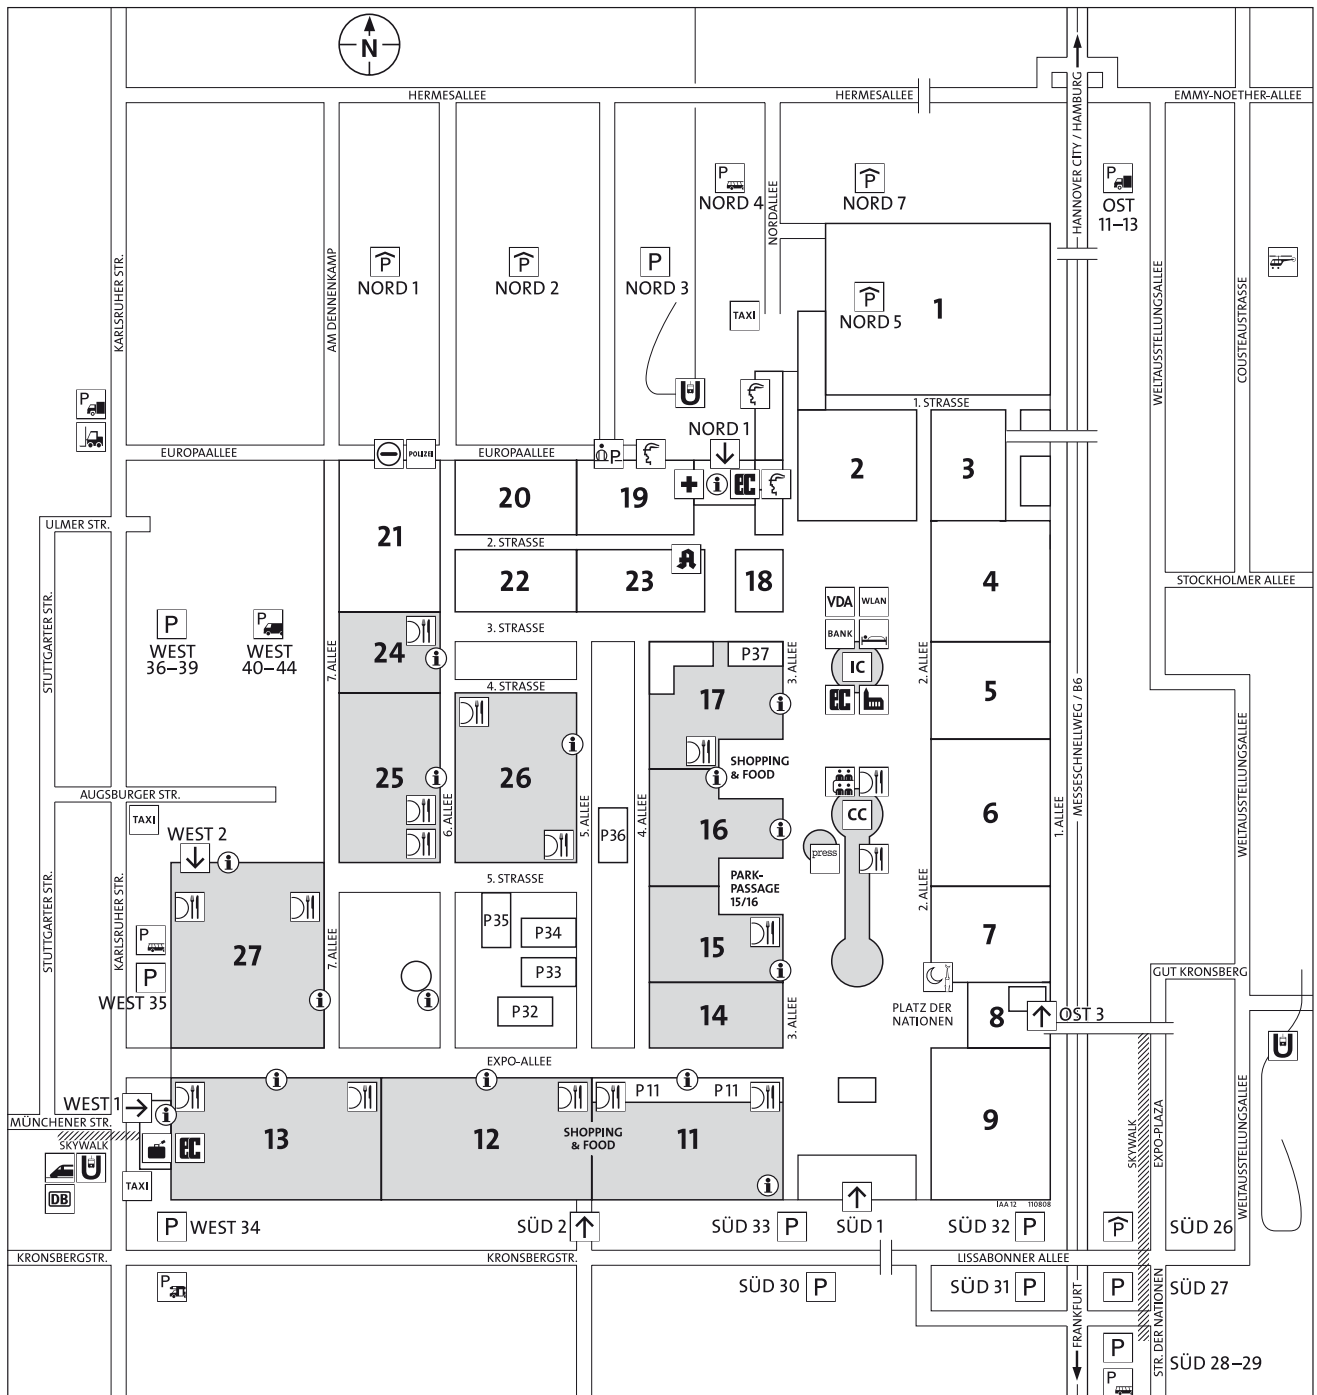 N
HERMESALLEE
HERMESALLEE
EMMY-NOETHER-ALLEE
HANNOVER CITY / HAMBURG
KARLSRUHER STR.
AM DENNENKAMP
NORDALLEE
WELTAUSSTELLUNGSALLEE
COUSTEAUSTRASSE
P
NORD 4
P
NORD 7
P
OST
11–13
P
NORD 1
P
NORD 2
P
NORD 3
P
NORD 5
1
TAXI
P
U
1. STRASSE
NORD 1
EUROPAALLEE
POLIZEI
EUROPAALLEE
P
2
3
20
19
i
EC
ULMER STR.
21
2. STRASSE
22
23
A
18
4
STOCKHOLMER ALLEE
VDA
WLAN
BANK
P
WEST
36–39
P
WEST
40–44
STUTTGARTER STR.
7. ALLEE
24
i
3. STRASSE
P37
3. ALLEE
IC
2. ALLEE
5
EC
4. STRASSE
17
i
25
i
26
i
SHOPPING
& FOOD
i
MESSESCHNELLWEG / B6
WELTAUSSTELLUNGSALLEE
AUGSBURGER STR.
TAXI
6. ALLEE
5. ALLEE
P36
4. ALLEE
16
i
CC
press
6
1. ALLEE
WEST 2
i
5. STRASSE
PARK-
PASSAGE
15/16
2. ALLEE
STUTTGARTER STR.
KARLSRUHER STR.
P
P
WEST 35
27
i
7. ALLEE
i
P35
P34
P33
P32
15
i
14
3. ALLEE
7
GUT KRONSBERG
PLATZ DER
NATIONEN
8
OST 3
U
EXPO-ALLEE
WEST 1
MÜNCHENER STR.
SKYWALK
i
EC
i
13
i
12
SHOPPING
& FOOD
P11
i
P11
11
i
9
SKYWALK
EXPO-PLAZA
WELTAUSSTELLUNGSALLEE
U
DB
TAXI
IAA 12 110808
P
WEST 34
SÜD 2
SÜD 33
P
SÜD 1
SÜD 32
P
P
SÜD 26
KRONSBERGSTR.
KRONSBERGSTR.
LISSABONNER ALLEE
P
SÜD 30
P
SÜD 31
P
P
SÜD 27
FRANKFURT
STR. DER NATIONEN
P
SÜD 28–29
P